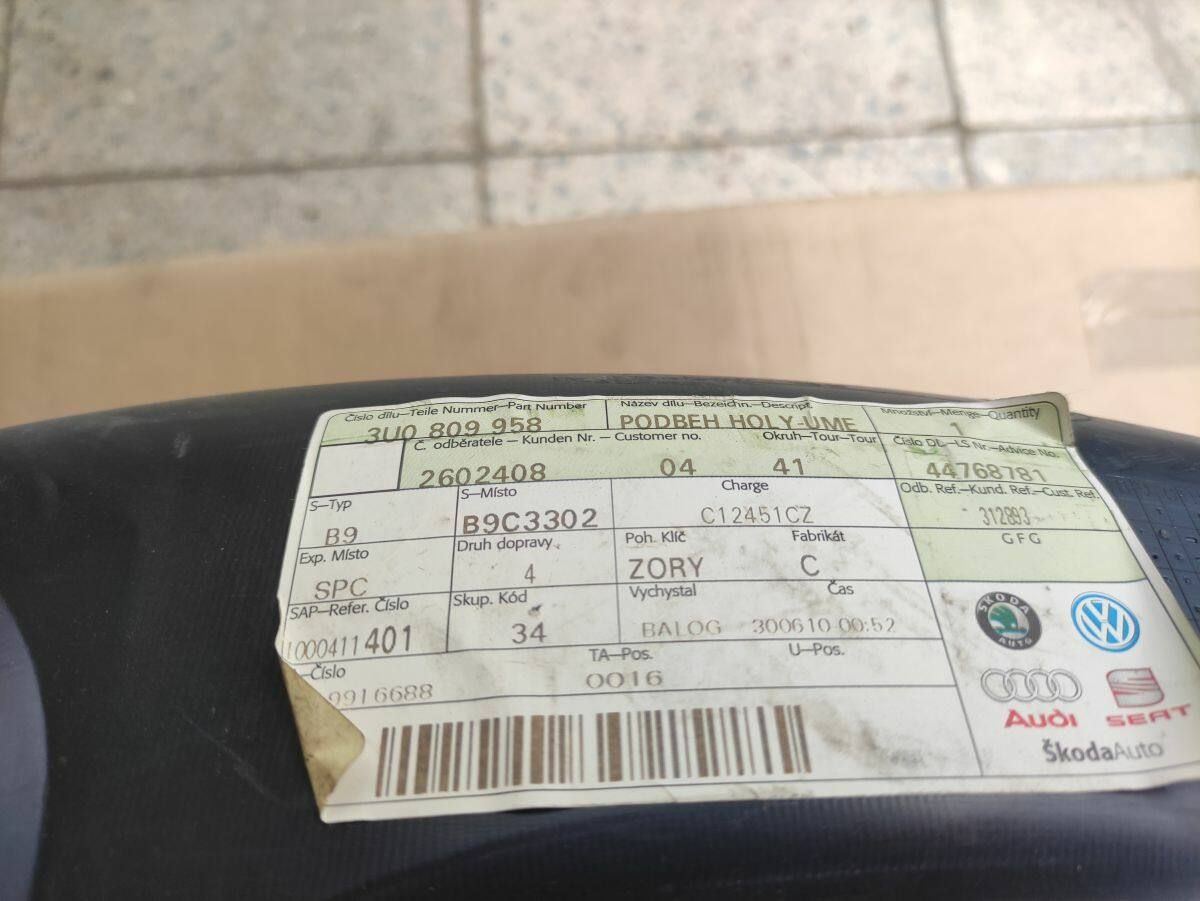 Číslo dílu–Teile Nummer–Part Number
3U0 809 958
Název dílu–Bezeichn.–Descript.
PODBEH HOLY-UME
Množství–Menge–Quantity
1
Č. odběratele – Kunden Nr. – Customer no.
Okruh–Tour–Tour
2602408 04 41
Číslo DL–LS Nr.–Advice No.
44768781
S–Typ
B9
S–Místo
B9C3302
Charge
C12451CZ
Odb. Ref.–Kund. Ref.–Cust. Ref.
312893
Exp. Místo
SPC
Druh dopravy
4
Poh. Klíč
ZORY
Fabrikát
C
GFG
SAP–Refer. Číslo
1000411401
Skup. Kód
34
Vychystal
BALOG
Čas
300610 00:52
–Číslo
9916688
TA–Pos.
0016
U–Pos.
ŠKODA
AUTO
Audi
SEAT
ŠkodaAuto